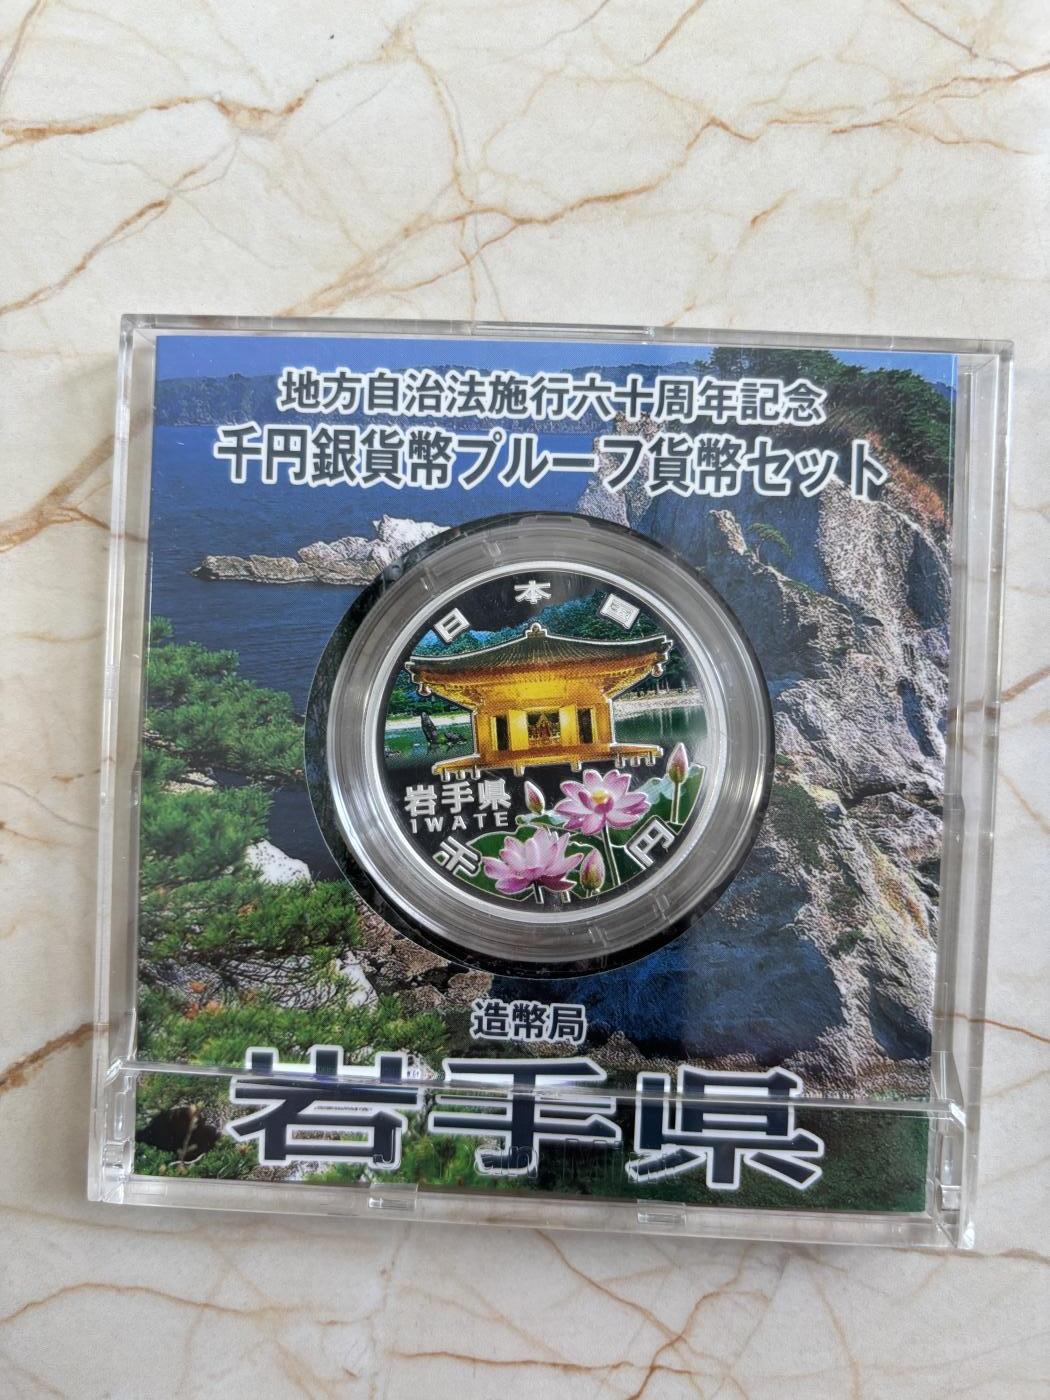 地方自治法施行六十周年記念
千円銀貨幣プルーフ貨幣セット
日本国
岩手県
IWATE
千円
造幣局
岩手県
Japan Mint